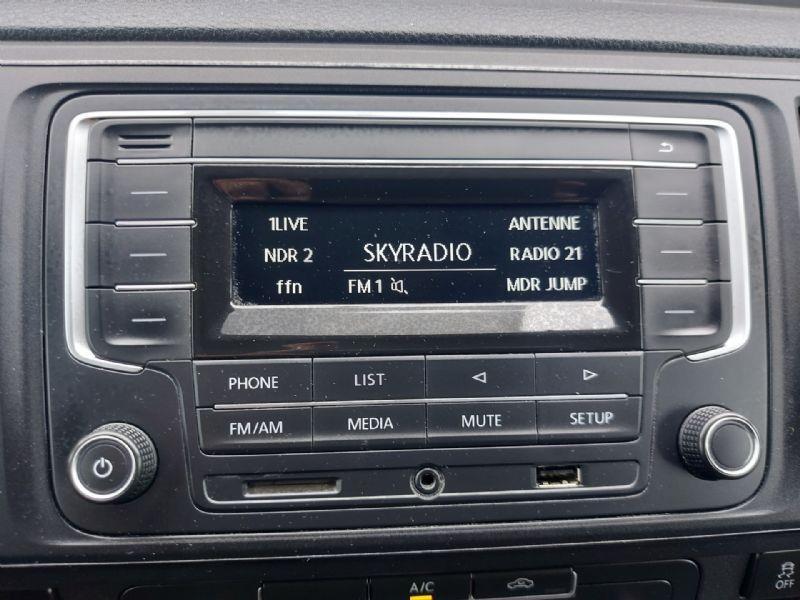 1LIVE
ANTENNE
NDR 2
SKYRADIO
RADIO 21
ffn
FM 1
MDR JUMP
PHONE
LIST
FM/AM
MEDIA
MUTE
SETUP
A/C
OFF